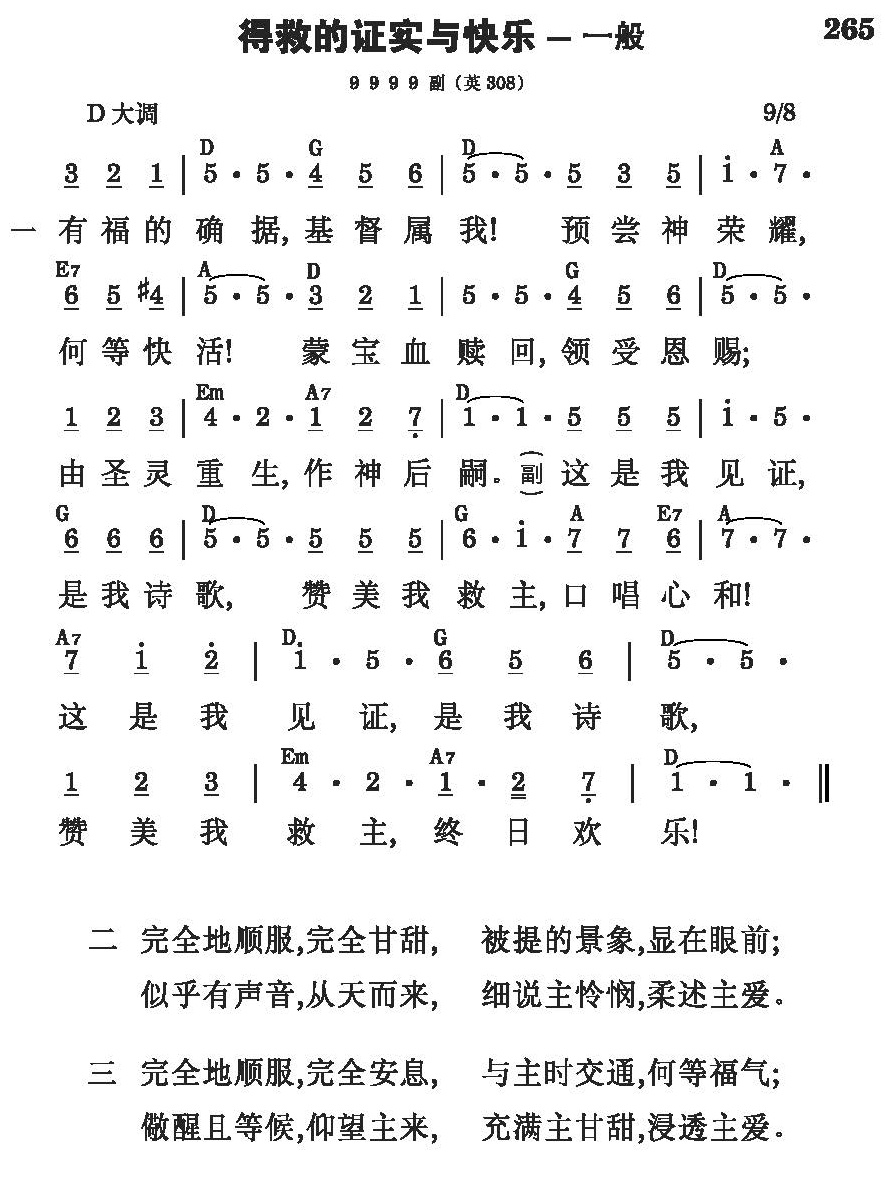 得救的证实与快乐 — 一般 265
9 9 9 9 副（英 308）
D 大调 9/8
D G D A
3 2 1 | 5 · 5 · 4 5 6 | 5 · 5 · 5 3 5 | 1 · 7 ·
一 有福的确据,基督属我! 预尝神荣耀,
E7 A D G D
6 5 #4 | 5 · 5 · 3 2 1 | 5 · 5 · 4 5 6 | 5 · 5 ·
何等快活! 蒙宝血赎回,领受恩赐;
Em A7 D
1 2 3 | 4 · 2 · 1 2 7 | 1 · 1 · 5 5 5 | 1 · 5 ·
由圣灵重生,作神后嗣。(副)这是我见证,
G D G A E7 A
6 6 6 | 5 · 5 · 5 5 5 | 6 · 1 · 7 7 6 | 7 · 7 ·
是我诗歌, 赞美我救主,口唱心和!
A7 D G D
7 1 2 | 1 · 5 · 6 5 6 | 5 · 5 ·
这是我见证,是我诗歌,
Em A7 D
1 2 3 | 4 · 2 · 1 · 2 7 | 1 · 1 · ‖
赞美我救主,终日欢乐!
二 完全地顺服,完全甘甜, 被提的景象,显在眼前;
似乎有声音,从天而来, 细说主怜悯,柔述主爱。
三 完全地顺服,完全安息, 与主时交通,何等福气;
儆醒且等候,仰望主来, 充满主甘甜,浸透主爱。